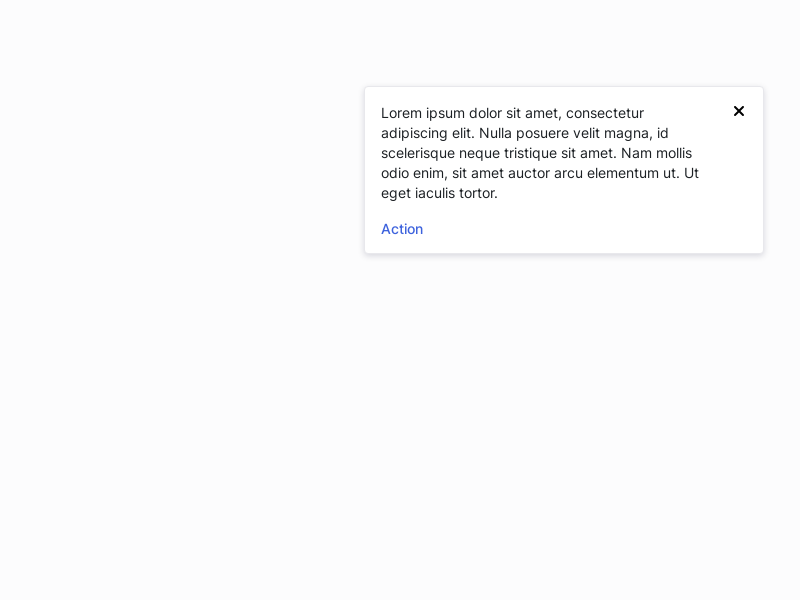 Lorem ipsum dolor sit amet, consectetur
adipiscing elit. Nulla posuere velit magna, id
scelerisque neque tristique sit amet. Nam mollis
odio enim, sit amet auctor arcu elementum ut. Ut
eget iaculis tortor.
Action